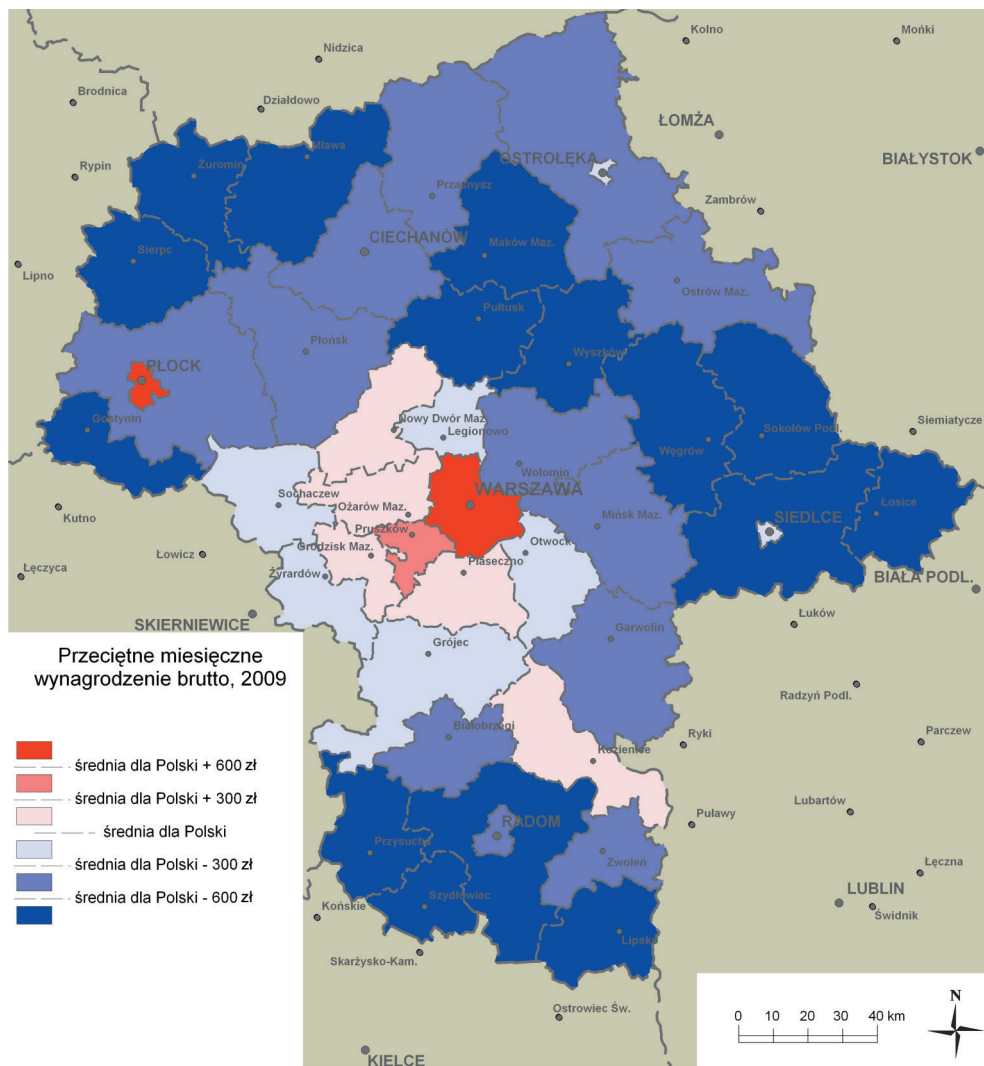 Kolno
Mońki
Nidzica
Brodnica
Działdowo
ŁOMŻA
BIAŁYSTOK
Mława
OSTROŁĘKA
Żuromin
Rypin
Przasnysz
Zambrów
CIECHANÓW
Sierpc
Maków Maz.
Lipno
Ostrów Maz.
Pułtusk
Płońsk
Wyszków
PŁOCK
Gostynin
Nowy Dwór Maz.
Legionowo
Siemiatycze
Sokołów Podl.
Węgrów
Wołomin
WARSZAWA
Sochaczew
Kutno
Ożarów Maz.
Mińsk Maz.
SIEDLCE
Łosice
Pruszków
Łowicz
Grodzisk Maz.
Otwock
Piaseczno
Łęczyca
Żyrardów
BIAŁA PODL.
SKIERNIEWICE
Łuków
Garwolin
Grójec
Przeciętne miesięczne
wynagrodzenie brutto, 2009
Radzyń Podl.
Białobrzegi
Ryki
Parczew
Kozienice
średnia dla Polski + 600 zł
średnia dla Polski + 300 zł
średnia dla Polski
średnia dla Polski - 300 zł
średnia dla Polski - 600 zł
Lubartów
Puławy
RADOM
Przysucha
Zwoleń
Łęczna
LUBLIN
Świdnik
Szydłowiec
Końskie
Lipsko
Skarżysko-Kam.
Ostrowiec Św.
KIELCE
N
0 10 20 30 40 km